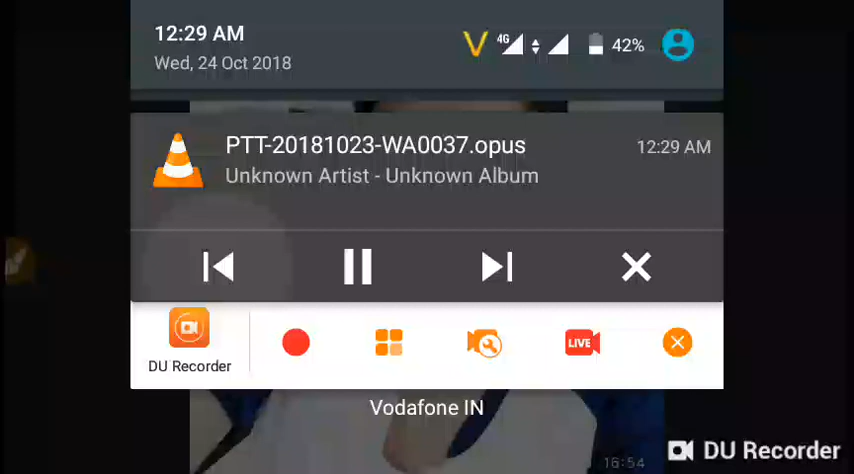 12:29 AM
Wed, 24 Oct 2018
4G
42%
PTT-20181023-WA0037.opus
12:29 AM
Unknown Artist - Unknown Album
DU Recorder
LIVE
Vodafone IN
16:54
DU Recorder